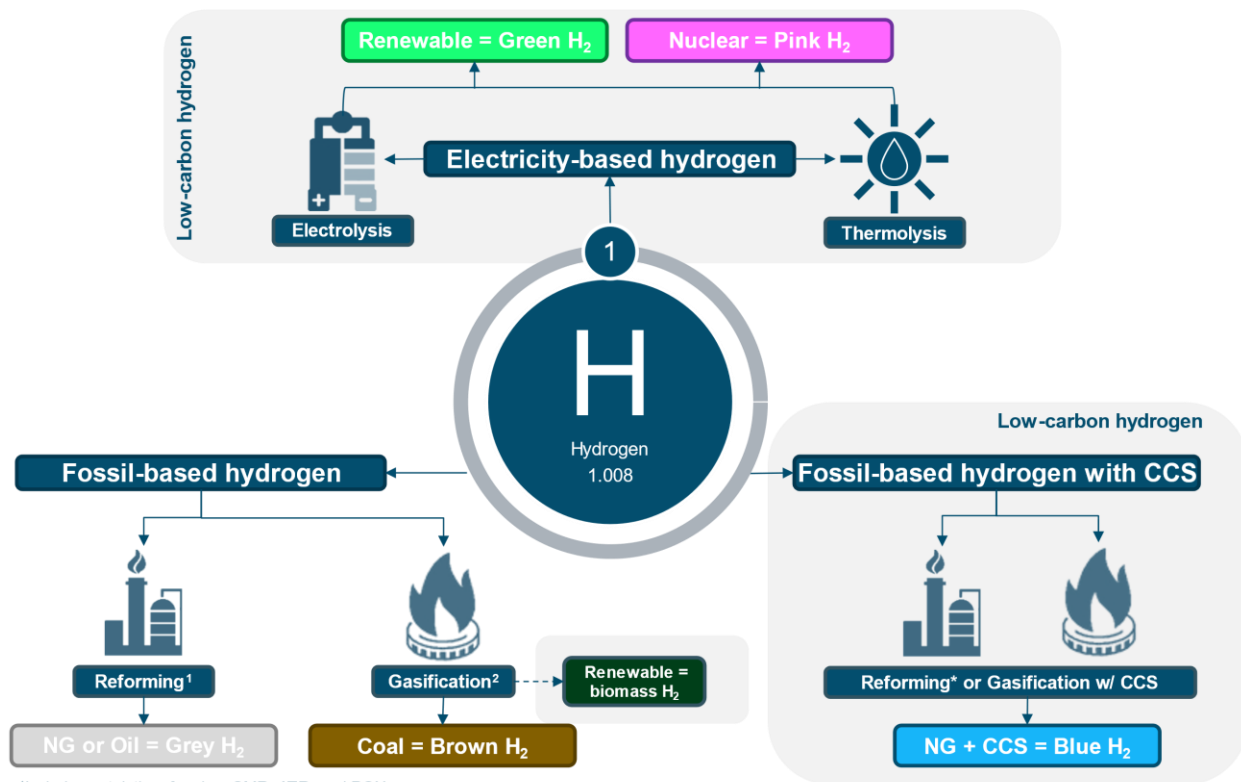 Low-carbon hydrogen
Renewable = Green H₂
Nuclear = Pink H₂
Electricity-based hydrogen
+
−
Electrolysis
Thermolysis
1
H
Hydrogen
1.008
Low-carbon hydrogen
Fossil-based hydrogen
Fossil-based hydrogen with CCS
Reforming¹
Gasification²
Renewable =
biomass H₂
Reforming* or Gasification w/ CCS
NG or Oil = Grey H₂
Coal = Brown H₂
NG + CCS = Blue H₂